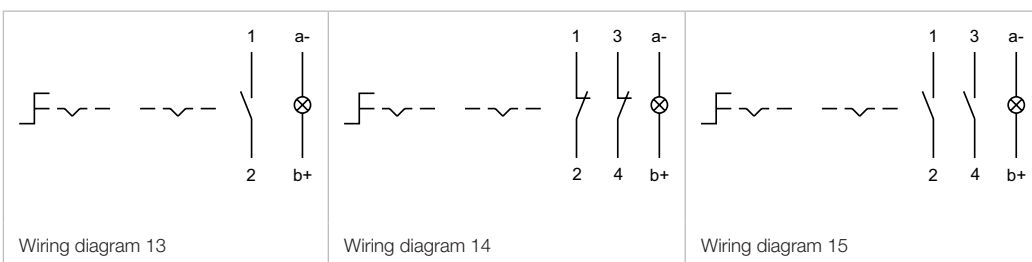 1 a-
2 b+
Wiring diagram 13
1 3 a-
2 4 b+
Wiring diagram 14
1 3 a-
2 4 b+
Wiring diagram 15